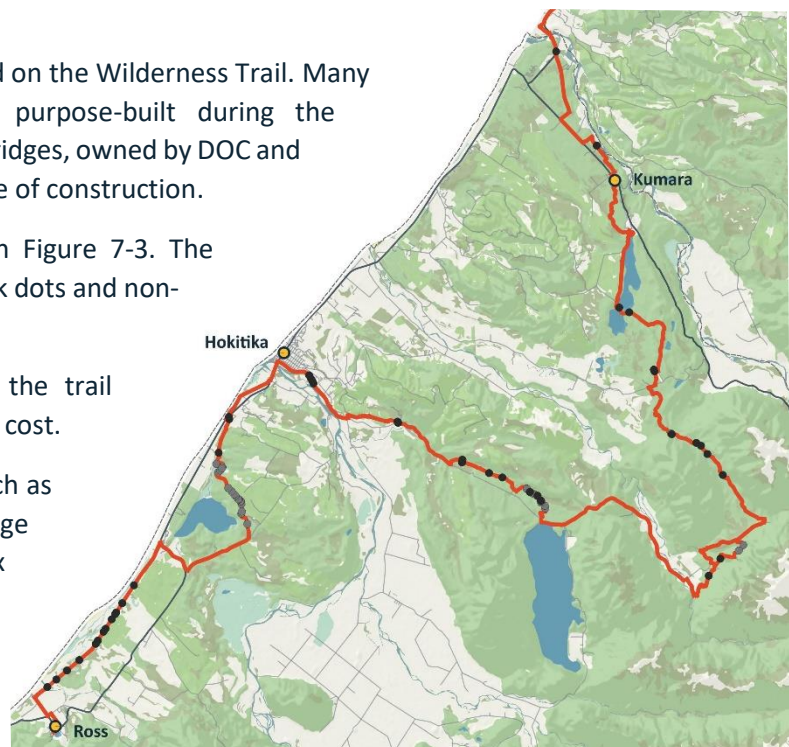 d on the Wilderness Trail. Many
purpose-built during the
ridges, owned by DOC and
e of construction.
Figure 7-3. The
k dots and non-
the trail
cost.
ch as
ge
x
Kumara
Hokitika
Ross